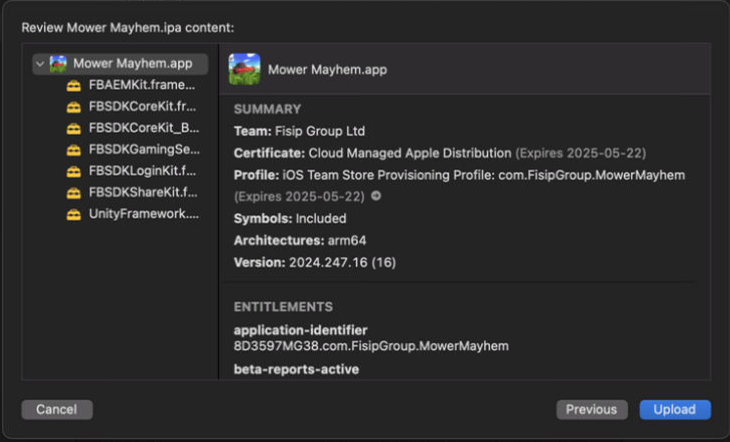 Review Mower Mayhem.ipa content:
Mower Mayhem.app
FBAEMKit.frame...
FBSDKCoreKit.fr...
FBSDKCoreKit_B...
FBSDKGamingSe...
FBSDKLoginKit.f...
FBSDKShareKit.f...
UnityFramework....
Mower Mayhem.app
SUMMARY
Team: Fisip Group Ltd
Certificate: Cloud Managed Apple Distribution (Expires 2025-05-22)
Profile: iOS Team Store Provisioning Profile: com.FisipGroup.MowerMayhem
(Expires 2025-05-22)
Symbols: Included
Architectures: arm64
Version: 2024.247.16 (16)
ENTITLEMENTS
application-identifier
8D3597MG38.com.FisipGroup.MowerMayhem
beta-reports-active
Cancel
Previous
Upload